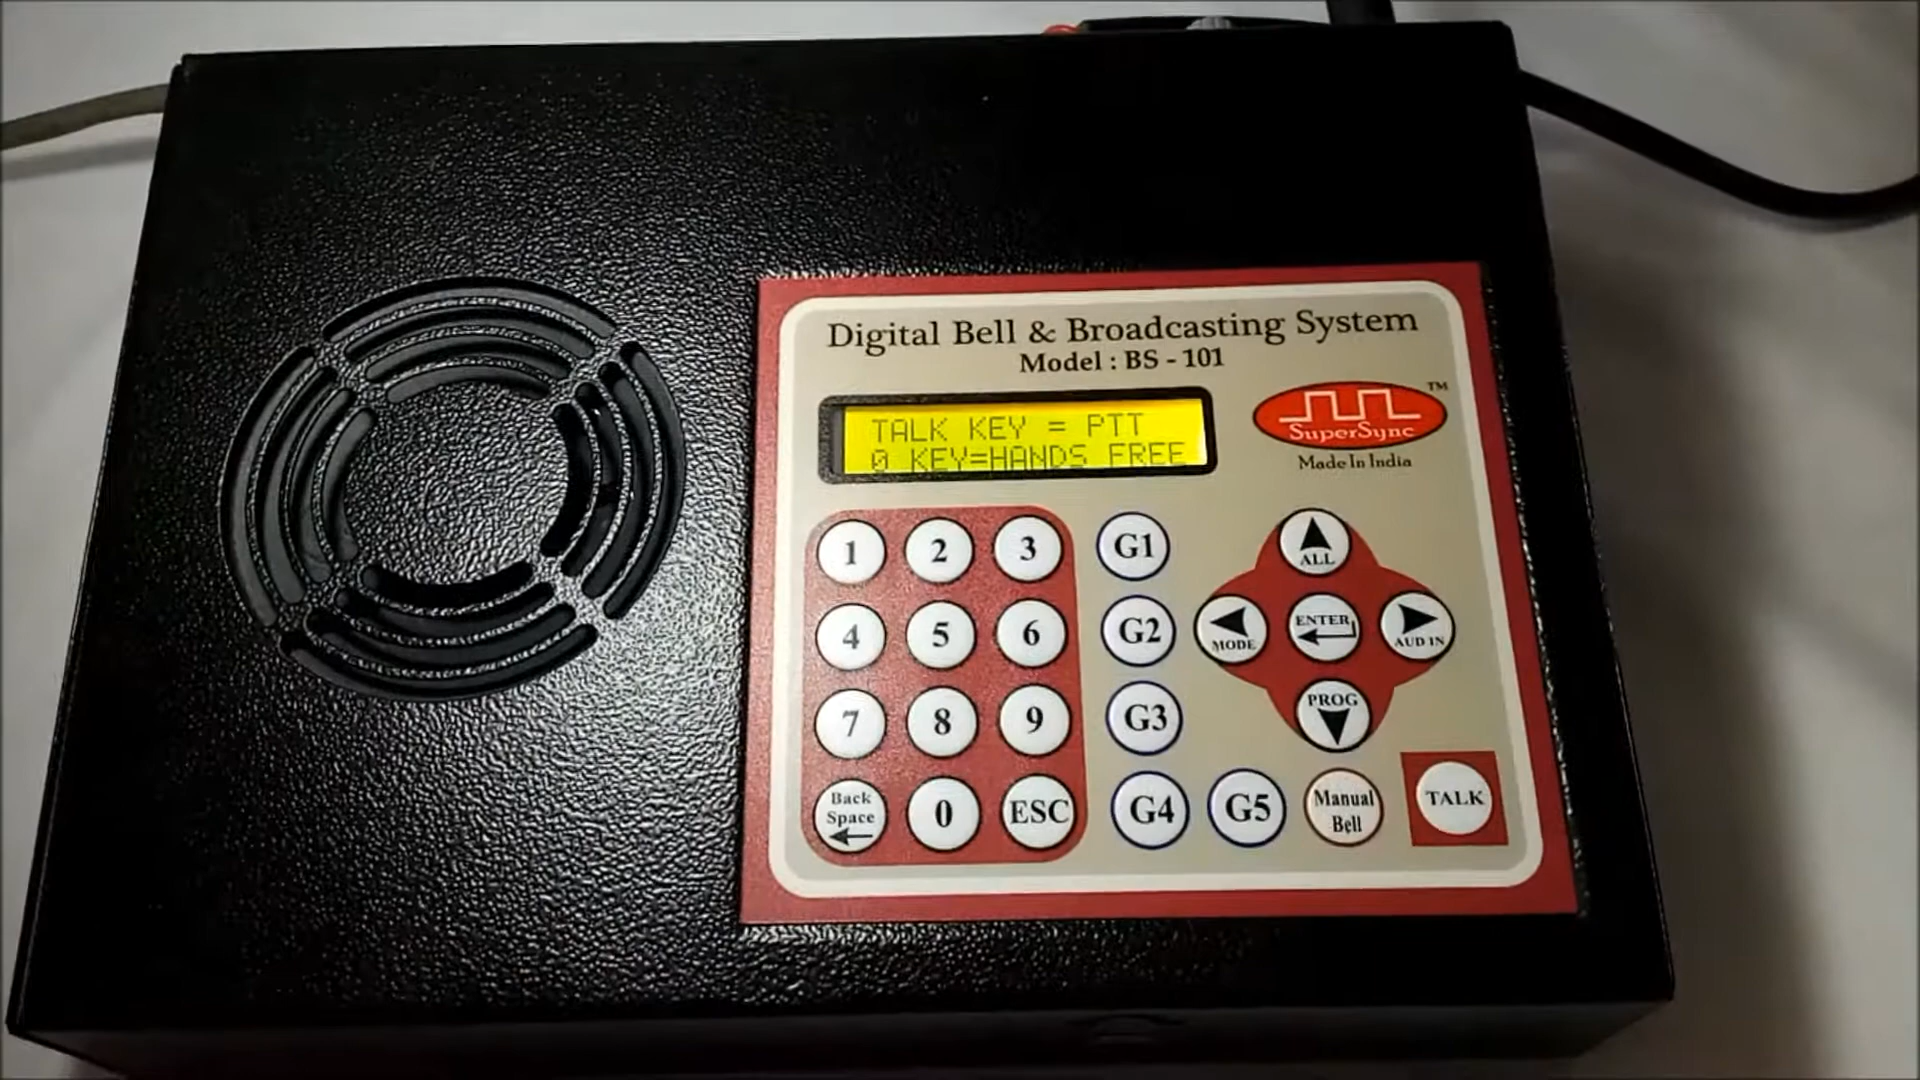 Digital Bell & Broadcasting System
Model : BS - 101
TALK KEY = PTT
0 KEY=HANDS FREE
TM
SuperSync
Made In India
1 2 3 G1
ALL
4 5 6 G2
MODE
ENTER
AUD IN
7 8 9 G3
PROG
Back
Space
0 ESC G4 G5
Manual
Bell
TALK